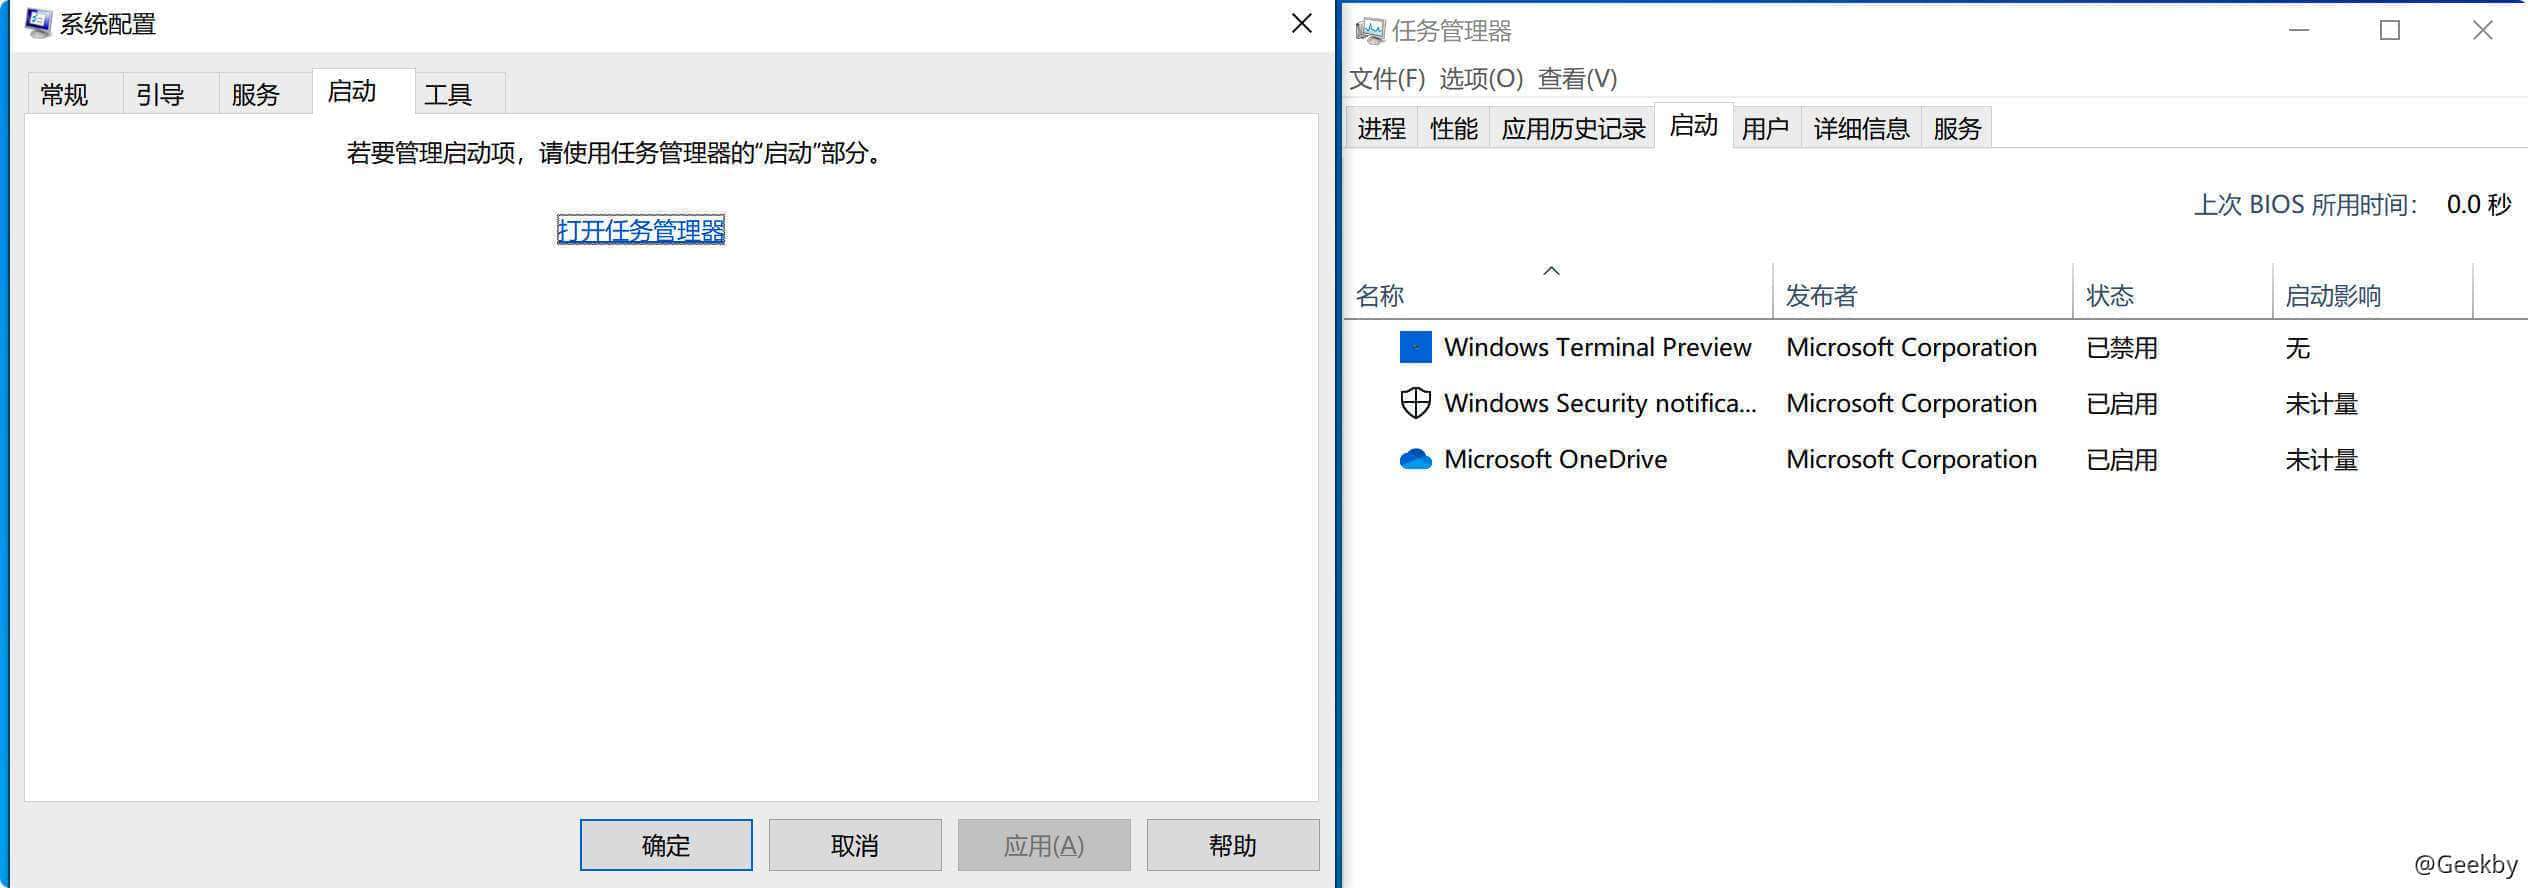 系统配置
常规 引导 服务 启动 工具
若要管理启动项，请使用任务管理器的“启动”部分。
打开任务管理器
确定 取消 应用(A) 帮助
任务管理器
文件(F) 选项(O) 查看(V)
进程 性能 应用历史记录 启动 用户 详细信息 服务
上次 BIOS 所用时间： 0.0 秒
名称 发布者 状态 启动影响
Windows Terminal Preview Microsoft Corporation 已禁用 无
Windows Security notifica... Microsoft Corporation 已启用 未计量
Microsoft OneDrive Microsoft Corporation 已启用 未计量
@Geekby